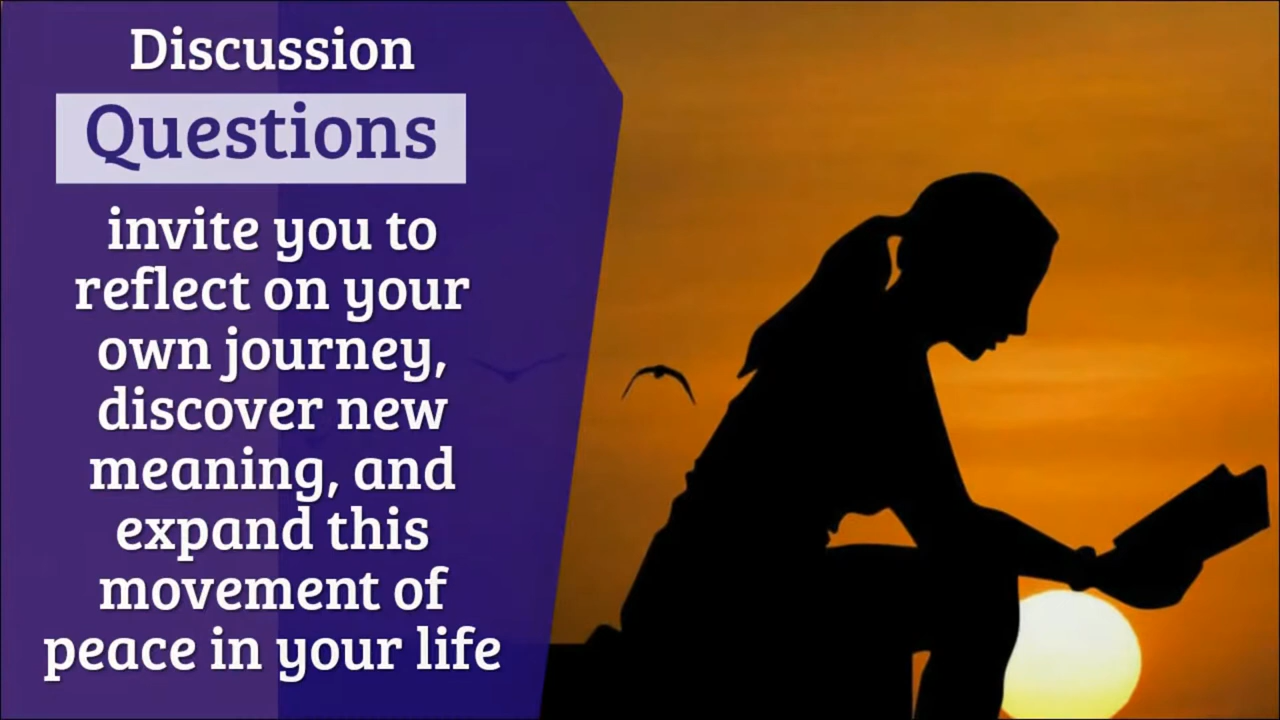 Discussion
Questions
invite you to
reflect on your
own journey,
discover new
meaning, and
expand this
movement of
peace in your life